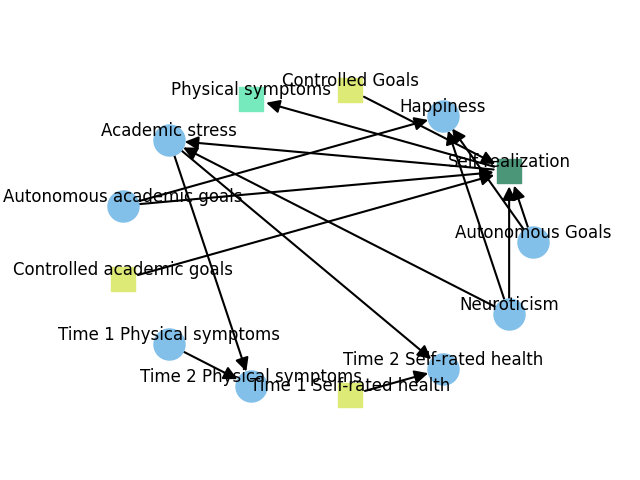 Controlled Goals
Physical symptoms
Happiness
Academic stress
Self-realization
Autonomous academic goals
Autonomous Goals
Controlled academic goals
Neuroticism
Time 1 Physical symptoms
Time 2 Self-rated health
Time 2 Physical symptoms
Time 1 Self-rated health